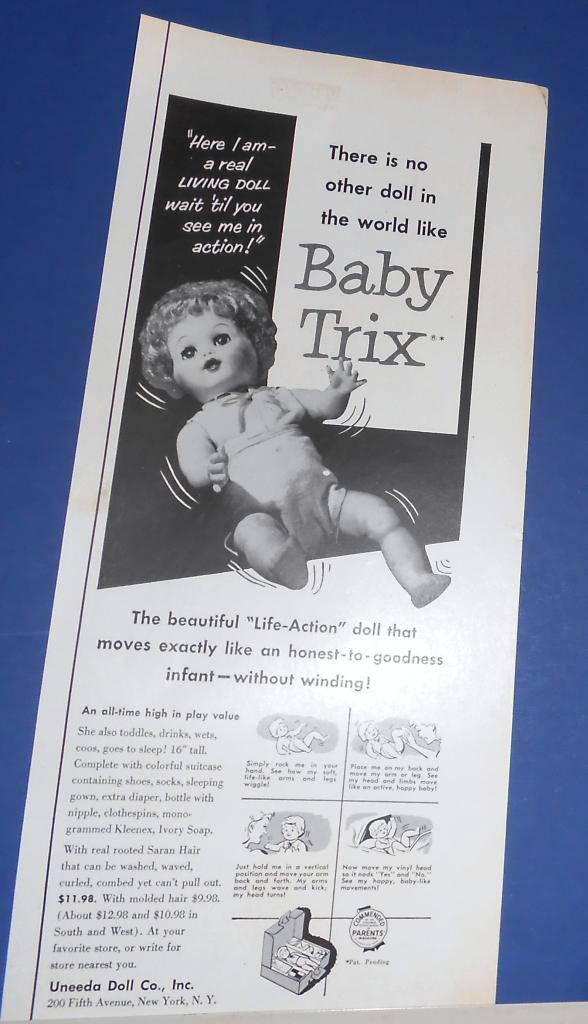 "Here I am—
a real
LIVING DOLL
wait 'til you
see me in
action!"
There is no
other doll in
the world like
Baby
Trix®*
The beautiful "Life-Action" doll that
moves exactly like an honest-to-goodness
infant—without winding!
An all-time high in play value
She also toddles, drinks, wets,
coos, goes to sleep! 16" tall.
Complete with colorful suitcase
containing shoes, socks, sleeping
gown, extra diaper, bottle with
nipple, clothespins, mono-
grammed Kleenex, Ivory Soap.
With real rooted Saran Hair
that can be washed, waved,
curled, combed yet can't pull out.
$11.98. With molded hair $9.98.
(About $12.98 and $10.98 in
South and West). At your
favorite store, or write for
store nearest you.
Uneeda Doll Co., Inc.
200 Fifth Avenue, New York, N. Y.
Simply rock me in your
hand. See how my soft,
life-like arms and legs
wiggle!
Place me on my back and
move my arm or leg. See
my head and limbs move
like an active, happy baby!
Just hold me in a vertical
position and move your arm
back and forth. My arms
and legs wave and kick;
my head turns!
Now move my vinyl head
so it nods "Yes" and "No."
See my happy, baby-like
movements!
COMMENDED
PARENTS'
MAGAZINE
*Pat. Pending